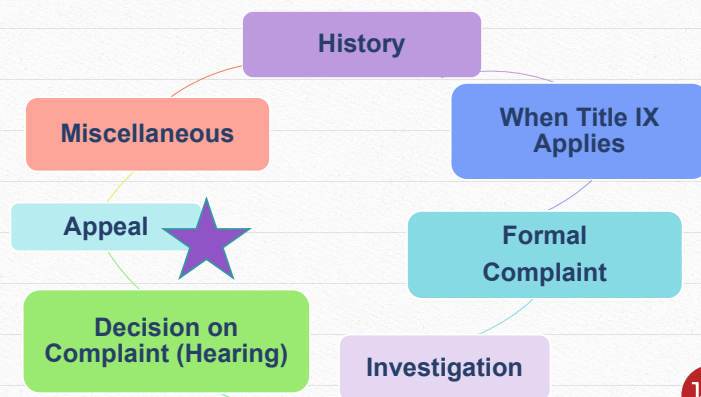 History
Miscellaneous
When Title IX
Applies
Appeal
Formal
Complaint
Decision on
Complaint (Hearing)
Investigation